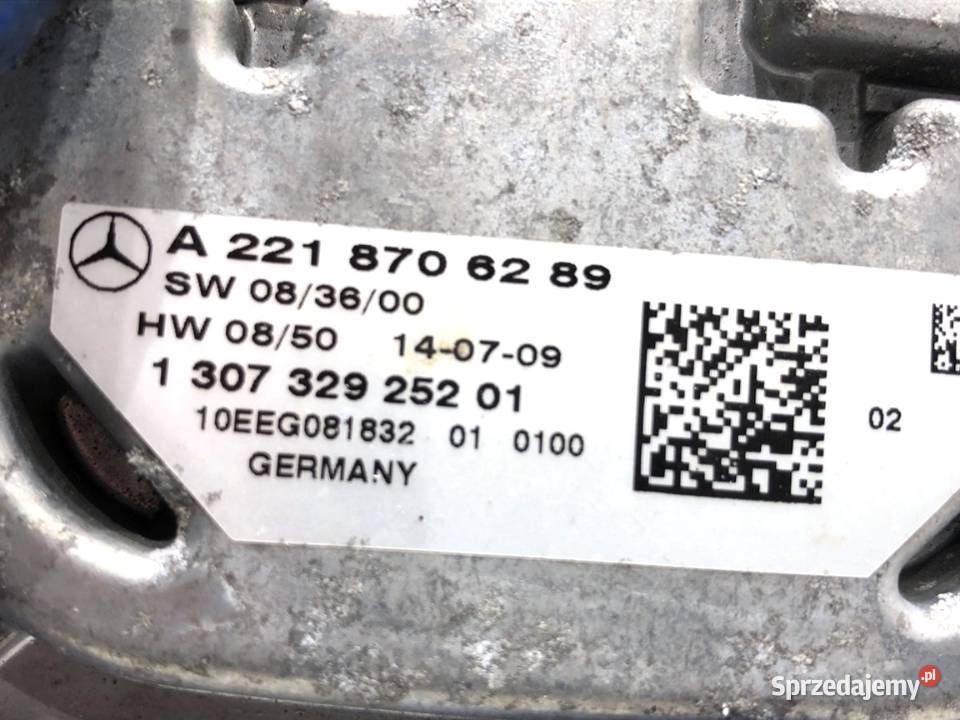 A 221 870 62 89
SW 08/36/00
HW 08/50 14-07-09
1 307 329 252 01
10EEG081832 01 0100
GERMANY
02
Sprzedajemy.pl